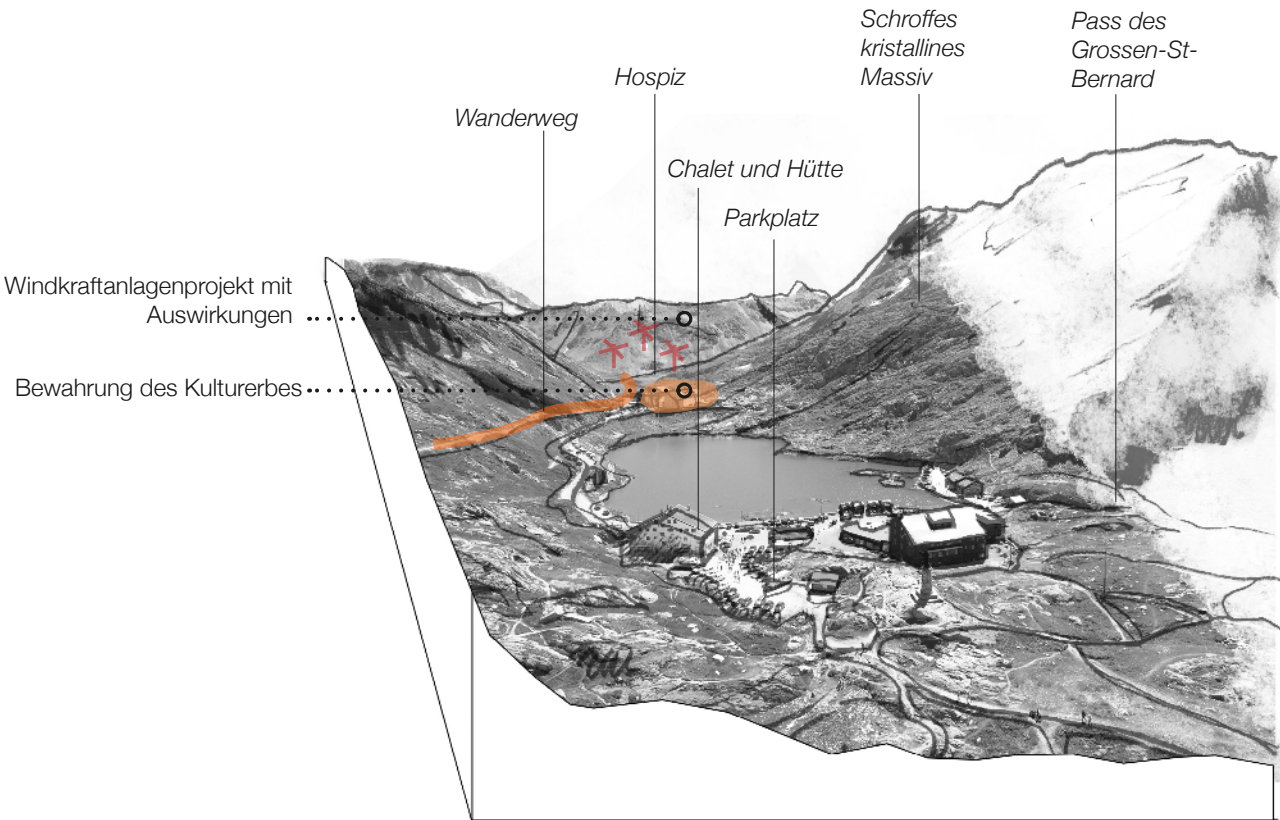 Schroffes
kristallines
Massiv
Pass des
Grossen-St-
Bernard
Hospiz
Wanderweg
Chalet und Hütte
Parkplatz
Windkraftanlagenprojekt mit
Auswirkungen
Bewahrung des Kulturerbes